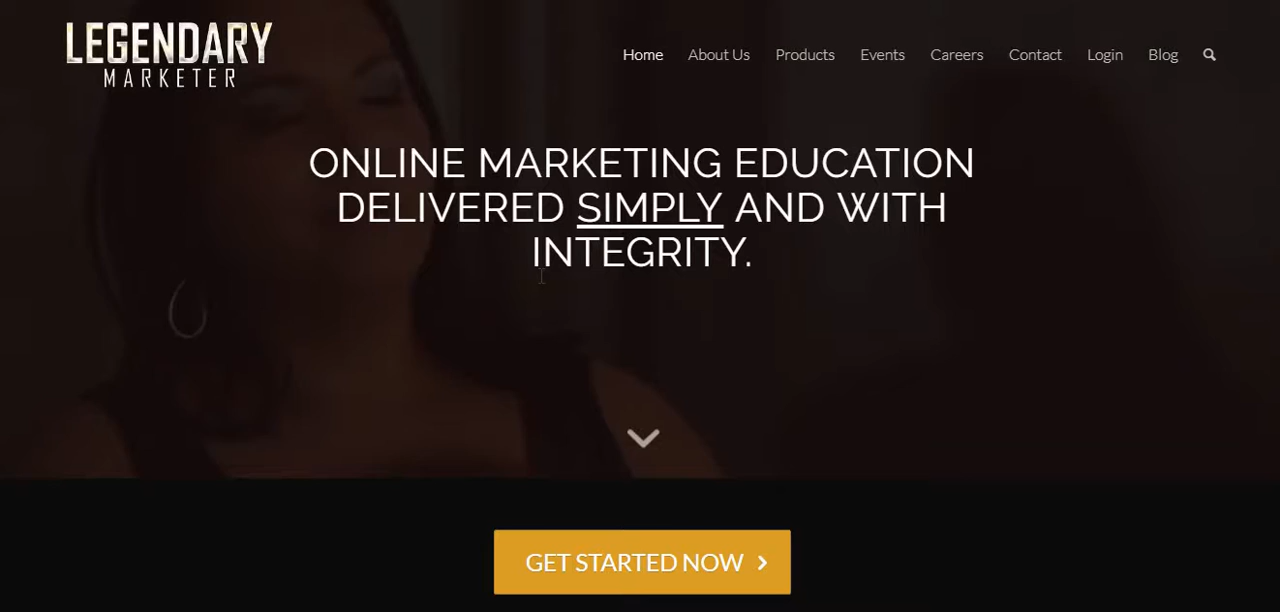 LEGENDARY
MARKETER
Home About Us Products Events Careers Contact Login Blog
ONLINE MARKETING EDUCATION
DELIVERED SIMPLY AND WITH
INTEGRITY.
GET STARTED NOW